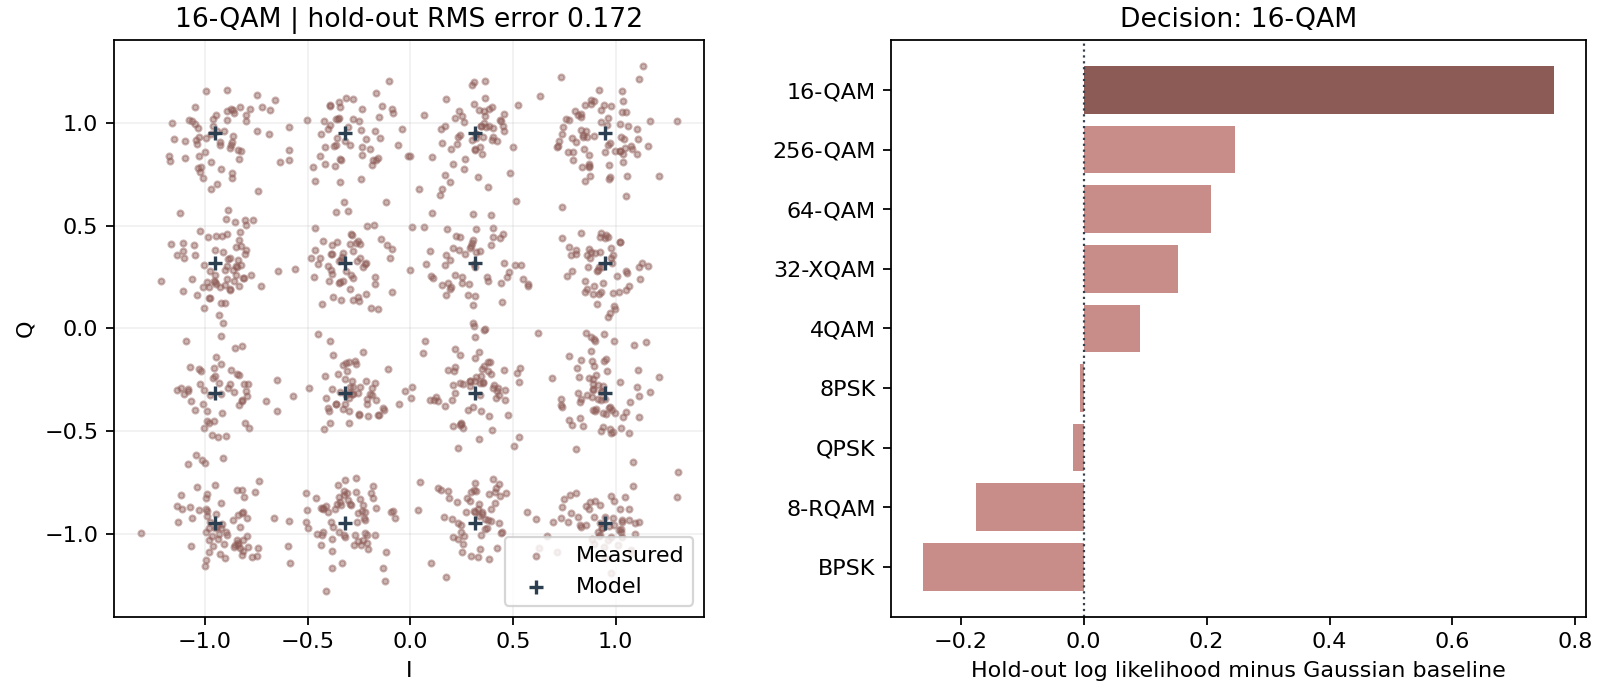 16-QAM | hold-out RMS error 0.172
Q
1.0
0.5
0.0
−0.5
−1.0
−1.0
−0.5
0.0
0.5
1.0
I
Measured
Model
Decision: 16-QAM
16-QAM
256-QAM
64-QAM
32-XQAM
4QAM
8PSK
QPSK
8-RQAM
BPSK
−0.2
0.0
0.2
0.4
0.6
0.8
Hold-out log likelihood minus Gaussian baseline